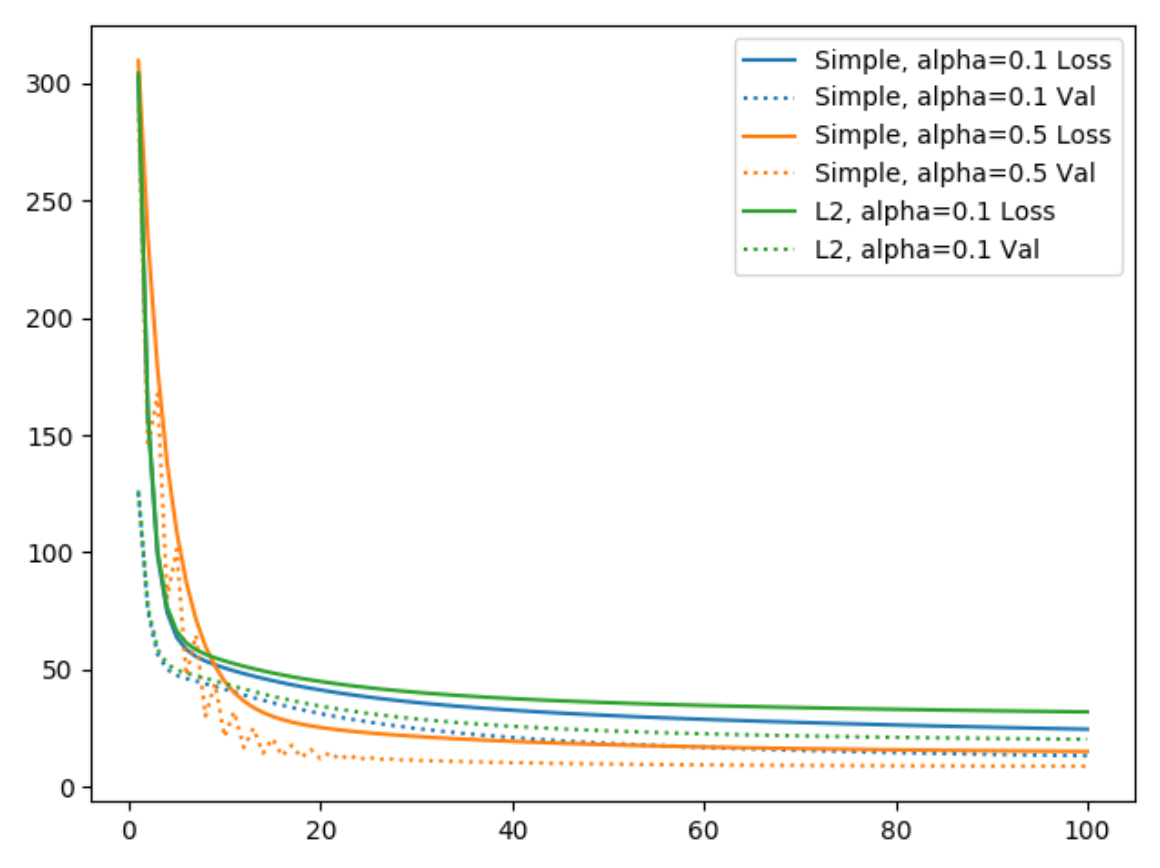 300
250
200
150
100
50
0
0 20 40 60 80 100
Simple, alpha=0.1 Loss
Simple, alpha=0.1 Val
Simple, alpha=0.5 Loss
Simple, alpha=0.5 Val
L2, alpha=0.1 Loss
L2, alpha=0.1 Val